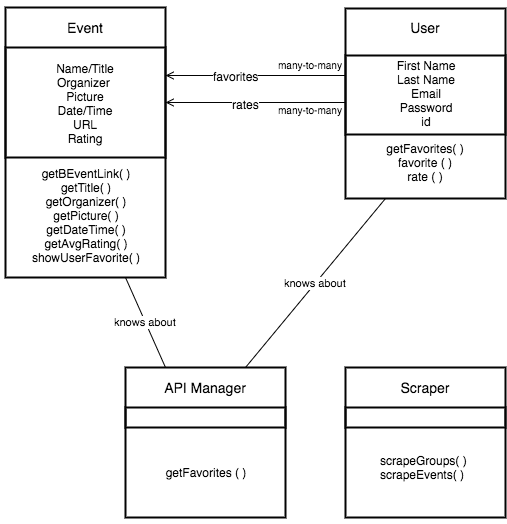 Event
Name/Title
Organizer
Picture
Date/Time
URL
Rating
getBEventLink( )
getTitle( )
getOrganizer( )
getPicture( )
getDateTime( )
getAvgRating( )
showUserFavorite( )
many-to-many
favorites
rates
many-to-many
User
First Name
Last Name
Email
Password
id
getFavorites( )
favorite ( )
rate ( )
knows about
knows about
API Manager
getFavorites ( )
Scraper
scrapeGroups( )
scrapeEvents( )